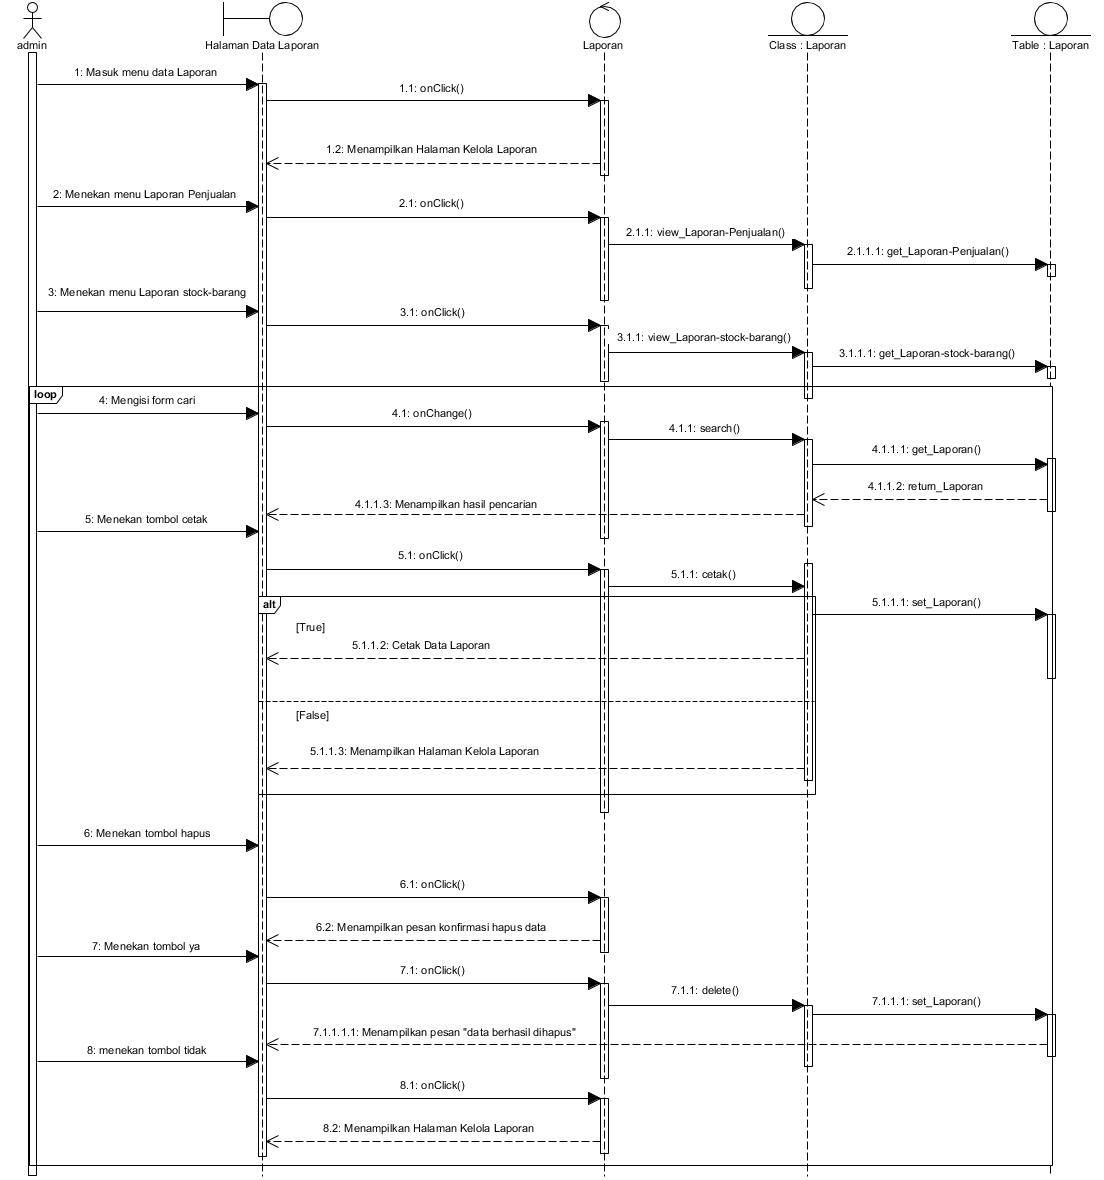 admin
Halaman Data Laporan
Laporan
Class : Laporan
Table : Laporan
1: Masuk menu data Laporan
1.1: onClick()
1.2: Menampilkan Halaman Kelola Laporan
2: Menekan menu Laporan Penjualan
2.1: onClick()
2.1.1: view_Laporan-Penjualan()
2.1.1.1: get_Laporan-Penjualan()
3: Menekan menu Laporan stock-barang
3.1: onClick()
3.1.1: view_Laporan-stock-barang()
3.1.1.1: get_Laporan-stock-barang()
loop
4: Mengisi form cari
4.1: onChange()
4.1.1: search()
4.1.1.1: get_Laporan()
4.1.1.2: return_Laporan
4.1.1.3: Menampilkan hasil pencarian
5: Menekan tombol cetak
5.1: onClick()
5.1.1: cetak()
alt
5.1.1.1: set_Laporan()
[True]
5.1.1.2: Cetak Data Laporan
[False]
5.1.1.3: Menampilkan Halaman Kelola Laporan
6: Menekan tombol hapus
6.1: onClick()
6.2: Menampilkan pesan konfirmasi hapus data
7: Menekan tombol ya
7.1: onClick()
7.1.1: delete()
7.1.1.1: set_Laporan()
7.1.1.1.1: Menampilkan pesan "data berhasil dihapus"
8: menekan tombol tidak
8.1: onClick()
8.2: Menampilkan Halaman Kelola Laporan